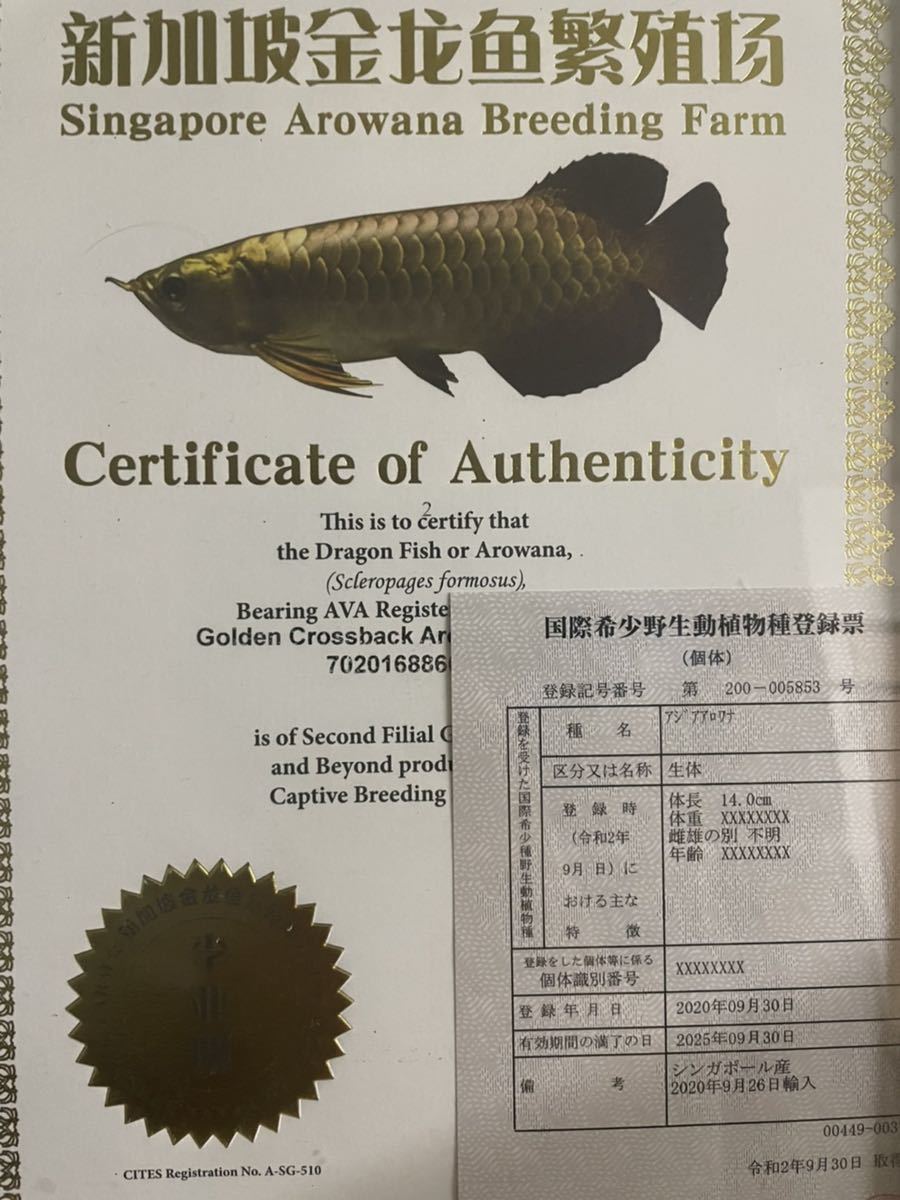 新加坡金龙鱼繁殖场
Singapore Arowana Breeding Farm
Certificate of Authenticity
2
This is to certify that
the Dragon Fish or Arowana,
(Scleropages formosus),
Bearing AVA Registe
Golden Crossback Aro
702016886
is of Second Filial G
and Beyond produ
Captive Breeding
CITES Registration No. A-SG-510
国際希少野生動植物種登録票
(個体)
登録記号番号 第 200-005853 号
登録を受けた国際希少種野生動植物種
種 名 アジアアロワナ
区分又は名称 生体
登 録 時
(令和2年
9月 日)に
おける主な
特 徴
体長 14.0cm
体重 XXXXXXXX
雌雄の別 不明
年齢 XXXXXXXX
登録をした個体等に係る
個体識別番号 XXXXXXXX
登 録 年 月 日 2020年09月30日
有効期間の満了の日 2025年09月30日
備 考 シンガポール産
2020年9月26日輸入
00449-003
令和2年9月30日 取得